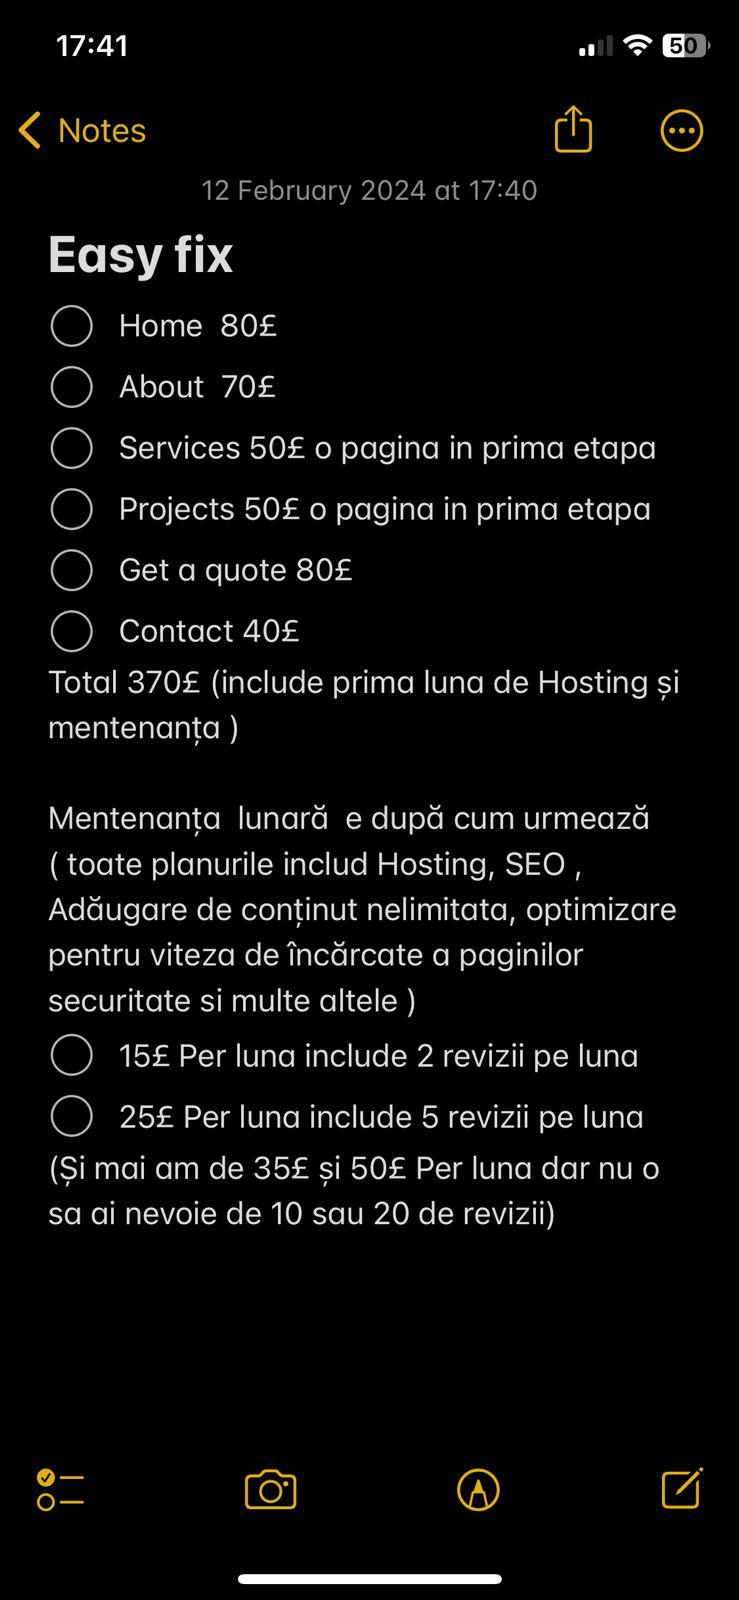 17:41
50
Notes
12 February 2024 at 17:40
Easy fix
Home  80£
About  70£
Services 50£ o pagina in prima etapa
Projects 50£ o pagina in prima etapa
Get a quote 80£
Contact 40£
Total 370£ (include prima luna de Hosting și
mentenanța )
Mentenanța  lunară  e după cum urmează
( toate planurile includ Hosting, SEO ,
Adăugare de conținut nelimitata, optimizare
pentru viteza de încărcate a paginilor
securitate si multe altele )
15£ Per luna include 2 revizii pe luna
25£ Per luna include 5 revizii pe luna
(Și mai am de 35£ și 50£ Per luna dar nu o
sa ai nevoie de 10 sau 20 de revizii)